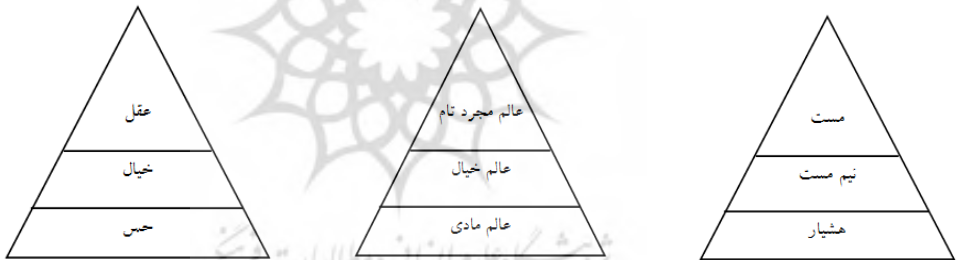 مست
نیم مست
هشیار
عالم مجرد تام
عالم خیال
عالم مادی
عقل
خیال
حس